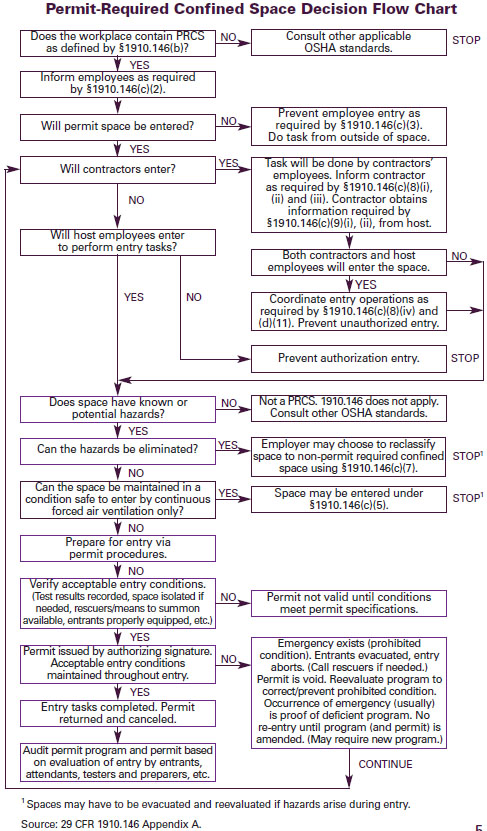 Permit-Required Confined Space Decision Flow Chart
Does the workplace contain PRCS
as defined by §1910.146(b)?
NO
Consult other applicable
OSHA standards.
STOP
YES
Inform employees as required
by §1910.146(c)(2).
Will permit space be entered?
NO
Prevent employee entry as
required by §1910.146(c)(3).
Do task from outside of space.
YES
Will contractors enter?
YES
Task will be done by contractors'
employees. Inform contractor
as required by §1910.146(c)(8)(i),
(ii) and (iii). Contractor obtains
information required by
§1910.146(c)(9)(i), (ii), from host.
NO
Will host employees enter
to perform entry tasks?
Both contractors and host
employees will enter the space.
NO
YES
YES
NO
Coordinate entry operations as
required by §1910.146(c)(8)(iv) and
(d)(11). Prevent unauthorized entry.
Prevent authorization entry.
STOP
Does space have known or
potential hazards?
NO
Not a PRCS. 1910.146 does not apply.
Consult other OSHA standards.
YES
Can the hazards be eliminated?
YES
Employer may choose to reclassify
space to non-permit required confined
space using §1910.146(c)(7).
STOP1
NO
Can the space be maintained in a
condition safe to enter by continuous
forced air ventilation only?
YES
Space may be entered under
§1910.146(c)(5).
STOP1
NO
Prepare for entry via
permit procedures.
NO
Verify acceptable entry conditions.
(Test results recorded, space isolated if
needed, rescuers/means to summon
available, entrants properly equipped, etc.)
NO
Permit not valid until conditions
meet permit specifications.
YES
Permit issued by authorizing signature.
Acceptable entry conditions
maintained throughout entry.
NO
Emergency exists (prohibited
condition). Entrants evacuated, entry
aborts. (Call rescuers if needed.)
Permit is void. Reevaluate program to
correct/prevent prohibited condition.
Occurrence of emergency (usually)
is proof of deficient program. No
re-entry until program (and permit) is
amended. (May require new program.)
YES
Entry tasks completed. Permit
returned and canceled.
Audit permit program and permit based
on evaluation of entry by entrants,
attendants, testers and preparers, etc.
CONTINUE
1 Spaces may have to be evacuated and reevaluated if hazards arise during entry.
Source: 29 CFR 1910.146 Appendix A.